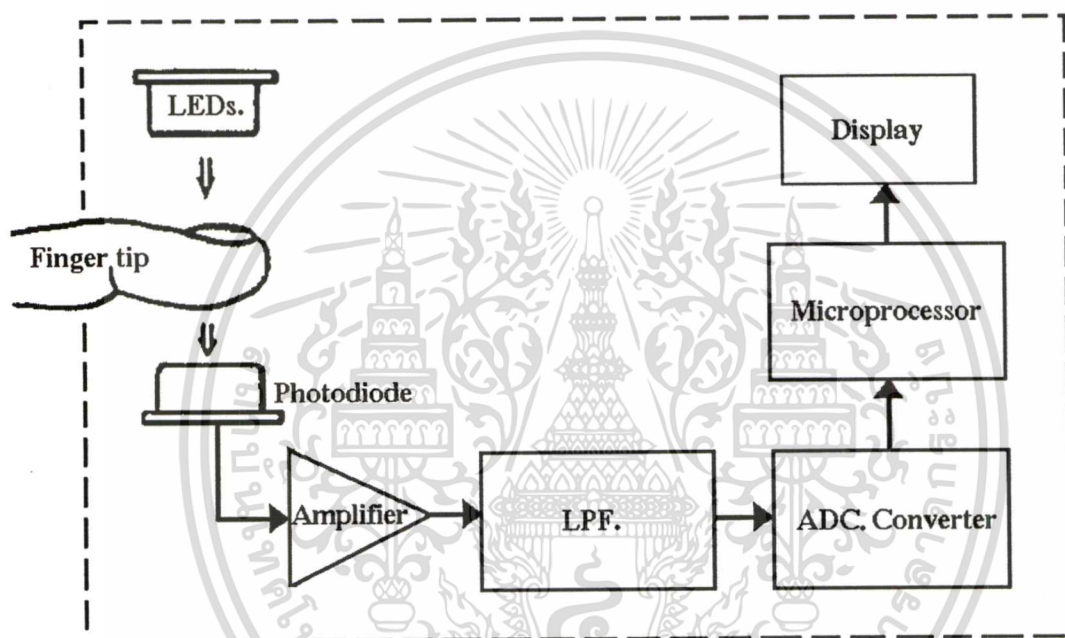 LEDs.
Display
Finger tip
Microprocessor
Photodiode
Amplifier
LPF.
ADC. Converter